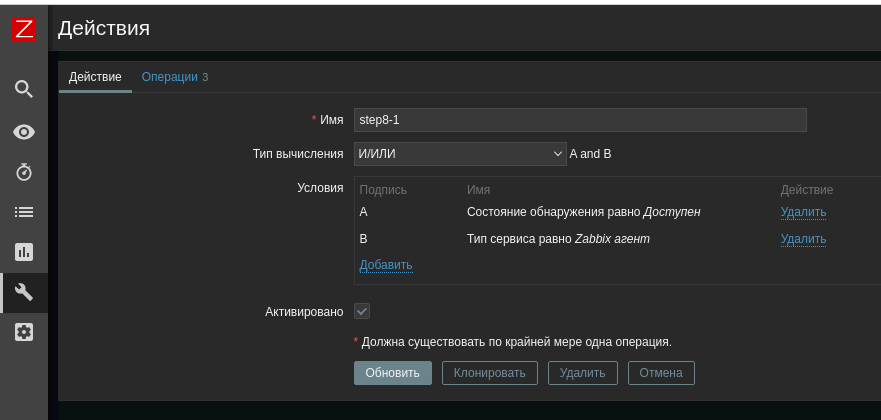 Z
Действия
Действие Операции 3
* Имя step8-1
Тип вычисления И/ИЛИ A and B
Условия Подпись Имя Действие
A Состояние обнаружения равно Доступен Удалить
B Тип сервиса равно Zabbix агент Удалить
Добавить
Активировано
* Должна существовать по крайней мере одна операция.
Обновить Клонировать Удалить Отмена